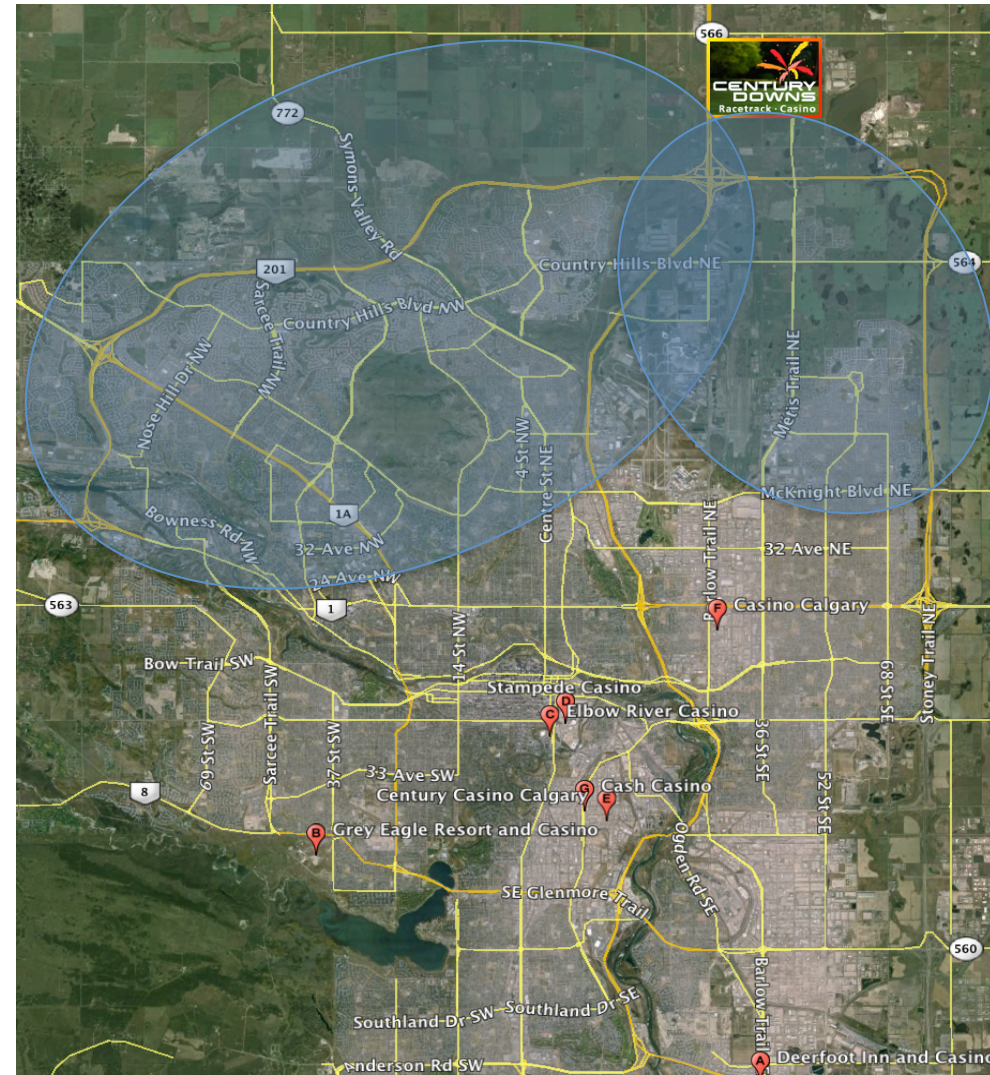 566
CENTURY
DOWNS
Racetrack · Casino
772
Symons Valley Rd
201
Country Hills Blvd NE
564
Sarcee Trail NW
Country Hills Blvd NW
Nose Hill Dr NW
Métis Trail NE
4 St NW
Centre St NE
1A
McKnight Blvd NE
Bowness Rd NW
32 Ave NW
Barlow Trail NE
32 Ave NE
24 Ave NW
563
1
F
Casino Calgary
14 St NW
Stoney Trail NE
Bow Trail SW
68 St SE
Stampede Casino
D
C
Elbow River Casino
69 St SW
Sarcee Trail SW
37 St SW
36 St SE
33 Ave SW
52 St SE
8
G
Century Casino Calgary
Cash Casino
E
B
Grey Eagle Resort and Casino
Ogden Rd SE
SE Glenmore Trail
560
Barlow Trail
Southland Dr SW
Southland Dr SE
A
Deerfoot Inn and Casino
Anderson Rd SW